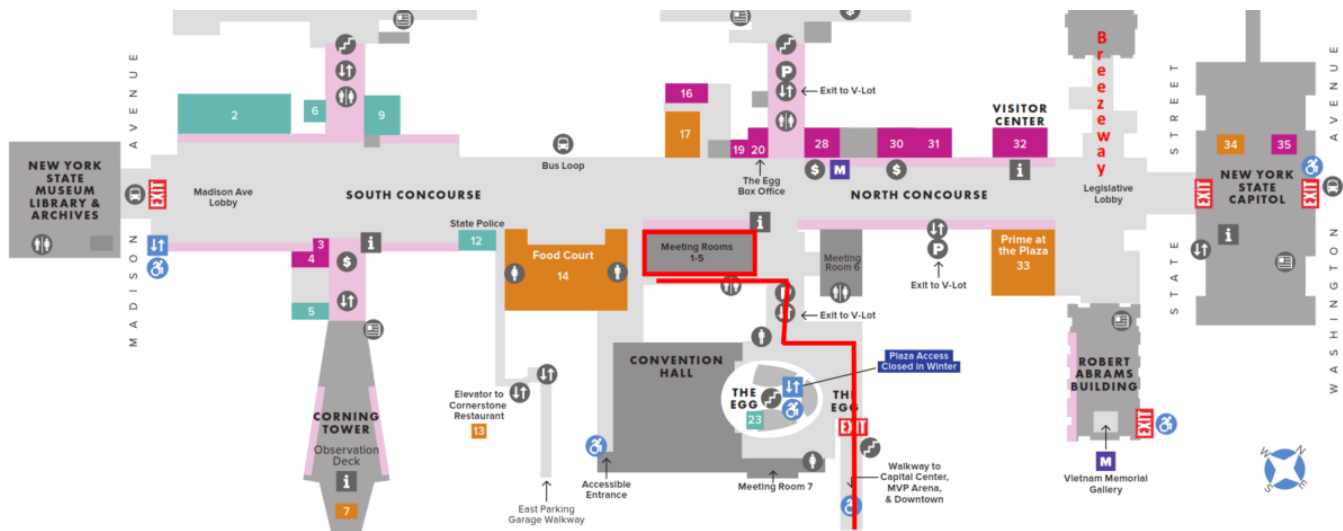 AVENUE
MADISON
NEW YORK
STATE
MUSEUM
LIBRARY &
ARCHIVES
EXIT
Madison Ave
Lobby
2
6
9
SOUTH CONCOURSE
3
4
$
i
5
State Police
12
Food Court
14
CORNING
TOWER
Observation
Deck
i
7
Elevator to
Cornerstone
Restaurant
13
East Parking
Garage Walkway
Accessible
Entrance
Bus Loop
16
17
19
20
P
Exit to V-Lot
The Egg
Box Office
28
30
31
$
M
$
VISITOR
CENTER
32
i
NORTH CONCOURSE
i
Meeting Rooms
1-5
Meeting
Room 6
P
Exit to V-Lot
P
Exit to V-Lot
Prime at
the Plaza
33
CONVENTION
HALL
THE
EGG
23
THE
EGG
EXIT
Plaza Access
Closed in Winter
Meeting Room 7
Walkway to
Capital Center,
MVP Arena,
& Downtown
Breezeway
Legislative
Lobby
STREET
STATE
EXIT
34
35
NEW YORK
STATE
CAPITOL
EXIT
i
AVENUE
WASHINGTON
ROBERT
ABRAMS
BUILDING
EXIT
M
Vietnam Memorial
Gallery
W
N
S
E
$